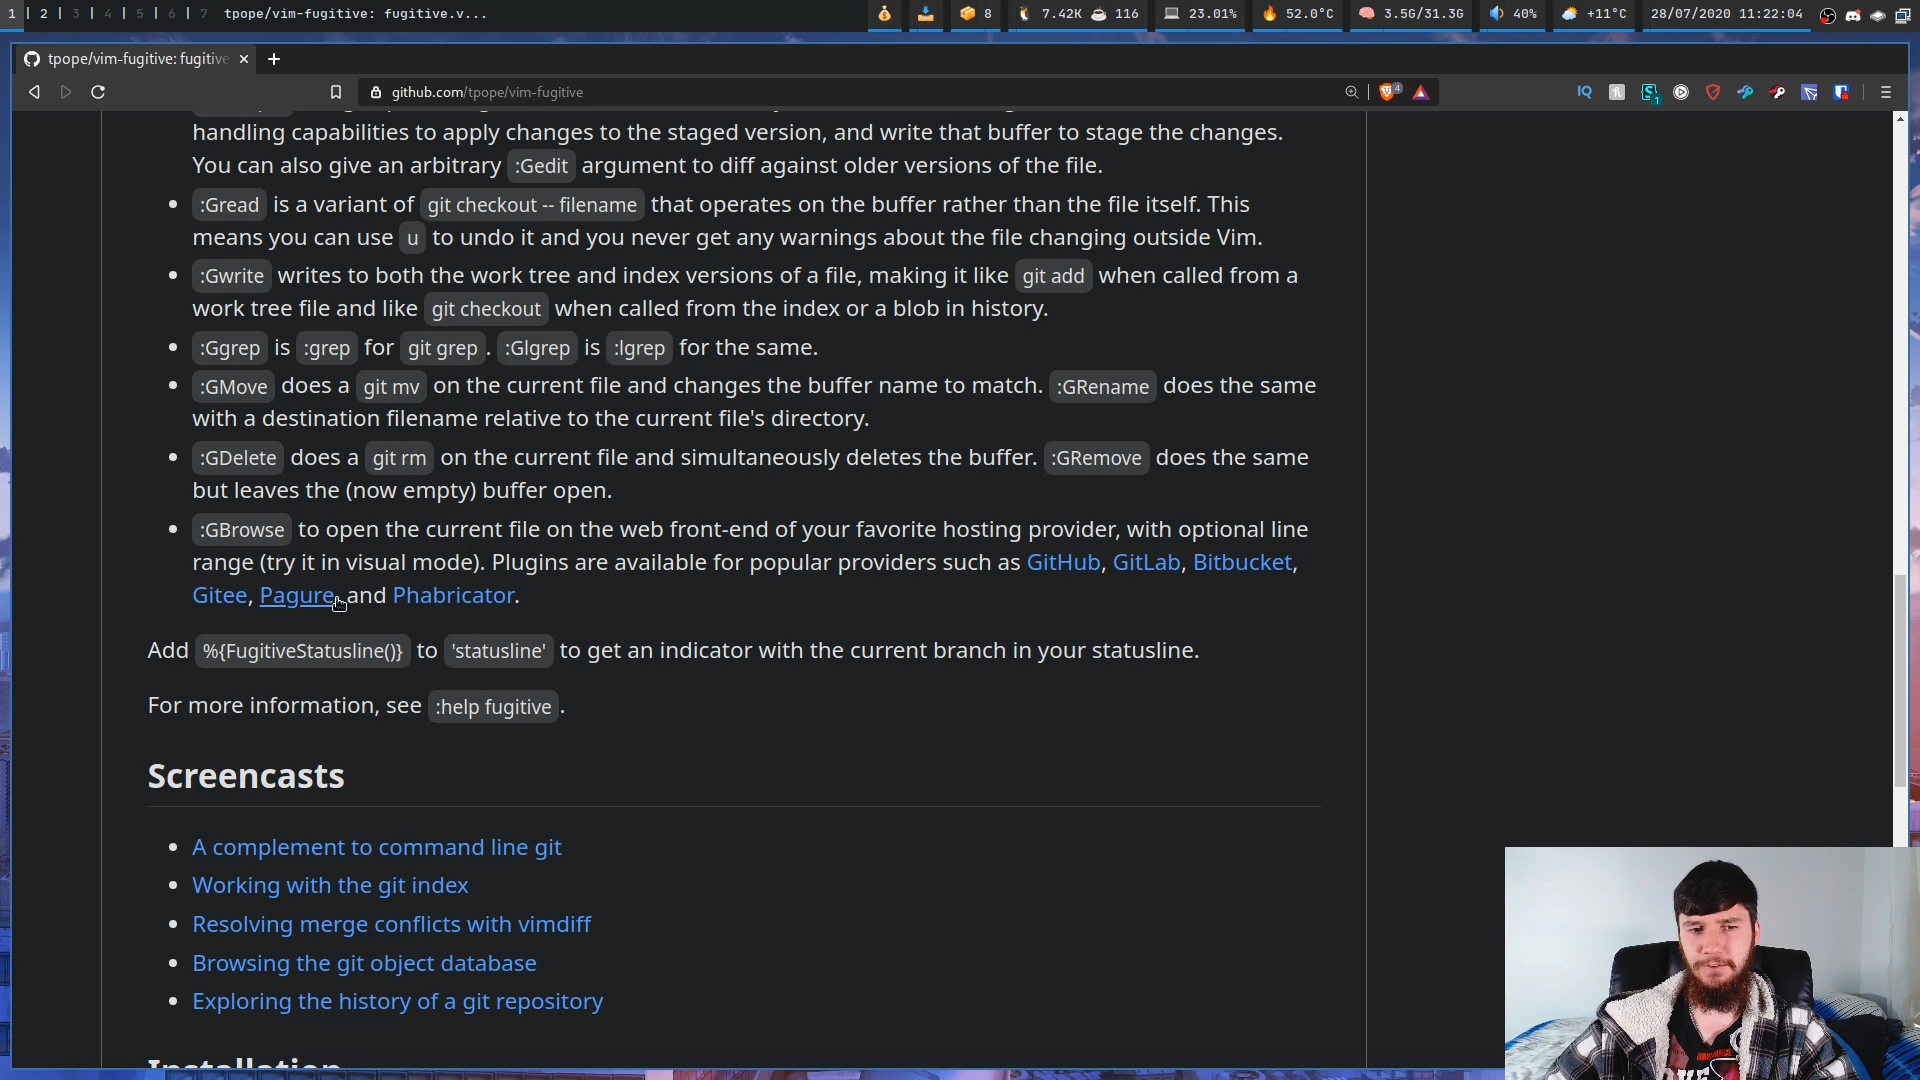 1 | 2 | 3 | 4 | 5 | 6 | 7 tpope/vim-fugitive: fugitive.v... 8 7.42K 116 23.01% 52.0°C 3.5G/31.3G 40% +11°C 28/07/2020 11:22:04
tpope/vim-fugitive: fugitive
github.com/tpope/vim-fugitive
handling capabilities to apply changes to the staged version, and write that buffer to stage the changes.
You can also give an arbitrary :Gedit argument to diff against older versions of the file.
• :Gread is a variant of git checkout -- filename that operates on the buffer rather than the file itself. This
means you can use u to undo it and you never get any warnings about the file changing outside Vim.
• :Gwrite writes to both the work tree and index versions of a file, making it like git add when called from a
work tree file and like git checkout when called from the index or a blob in history.
• :Ggrep is :grep for git grep . :Glgrep is :lgrep for the same.
• :GMove does a git mv on the current file and changes the buffer name to match. :GRename does the same
with a destination filename relative to the current file's directory.
• :GDelete does a git rm on the current file and simultaneously deletes the buffer. :GRemove does the same
but leaves the (now empty) buffer open.
• :GBrowse to open the current file on the web front-end of your favorite hosting provider, with optional line
range (try it in visual mode). Plugins are available for popular providers such as GitHub, GitLab, Bitbucket,
Gitee, Pagure, and Phabricator.
Add %{FugitiveStatusline()} to 'statusline' to get an indicator with the current branch in your statusline.
For more information, see :help fugitive .
Screencasts
• A complement to command line git
• Working with the git index
• Resolving merge conflicts with vimdiff
• Browsing the git object database
• Exploring the history of a git repository
Installation